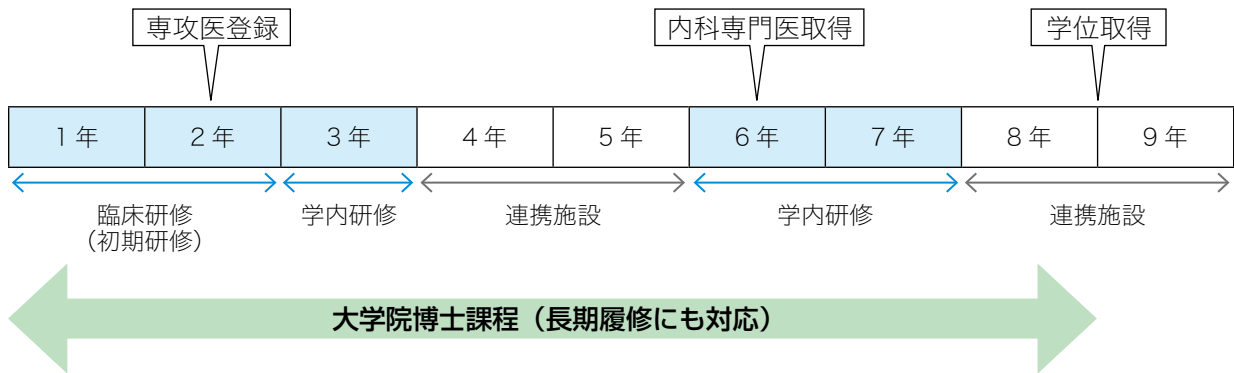 専攻医登録
内科専門医取得
学位取得
1年
2年
3年
4年
5年
6年
7年
8年
9年
臨床研修
（初期研修）
学内研修
連携施設
学内研修
連携施設
大学院博士課程（長期履修にも対応）